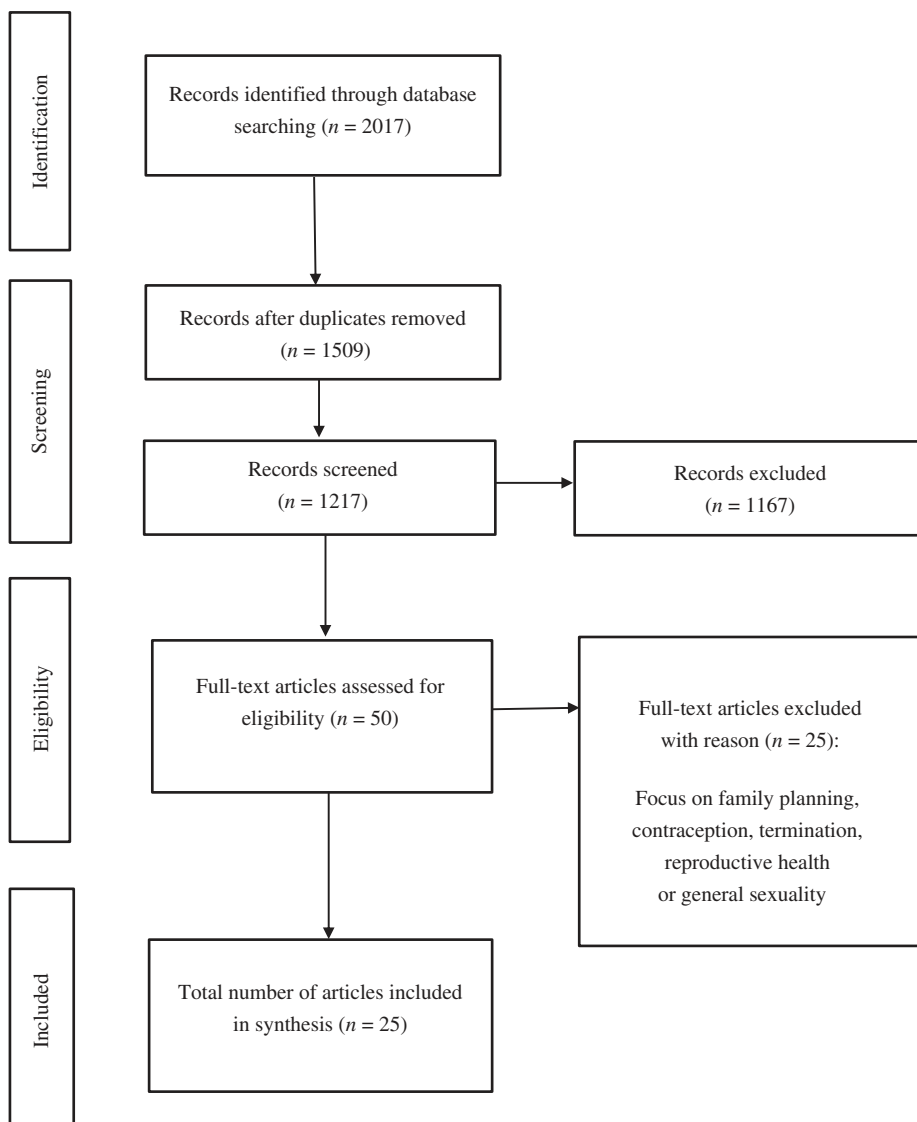 Identification
Records identified through database
searching (n = 2017)
Screening
Records after duplicates removed
(n = 1509)
Records screened
(n = 1217)
Records excluded
(n = 1167)
Eligibility
Full-text articles assessed for
eligibility (n = 50)
Full-text articles excluded
with reason (n = 25):
Focus on family planning,
contraception, termination,
reproductive health
or general sexuality
Included
Total number of articles included
in synthesis (n = 25)